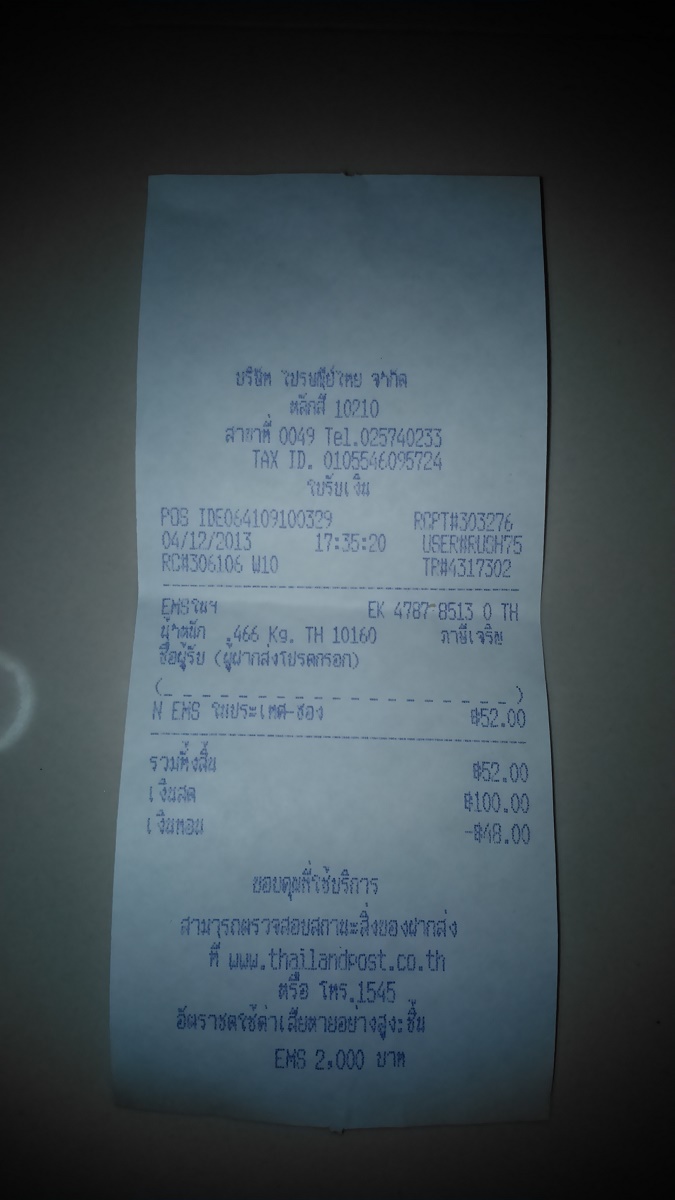 บริษัท ไปรษณีย์ไทย จำกัด
หลักสี่ 10210
สาขาที่ 0049 Tel.025740233
TAX ID. 0105546095724
ใบรับเงิน
POS IDE064109100329 RCPT#303276
04/12/2013 17:35:20 USER#RUSH75
RC#306106 W10 TR#4317302
EMSในฯ EK 4787 8513 0 TH
น้ำหนัก .466 Kg. TH 10160 ภาษีเจริญ
ชื่อผู้รับ (ผู้ฝากส่งโปรดกรอก)
(_ _ _ _ _ _ _ _ _ _ _ _ _ _ _ _ _)
N EMS ในประเทศ-ซอง ฿52.00
รวมทั้งสิ้น ฿52.00
เงินสด ฿100.00
เงินทอน -฿48.00
ขอบคุณที่ใช้บริการ
สามารถตรวจสอบสถานะสิ่งของฝากส่ง
ที่ www.thailandpost.co.th
หรือ โทร.1545
อัตราชดใช้ค่าเสียหายอย่างสูง:ชิ้น
EMS 2,000 บาท